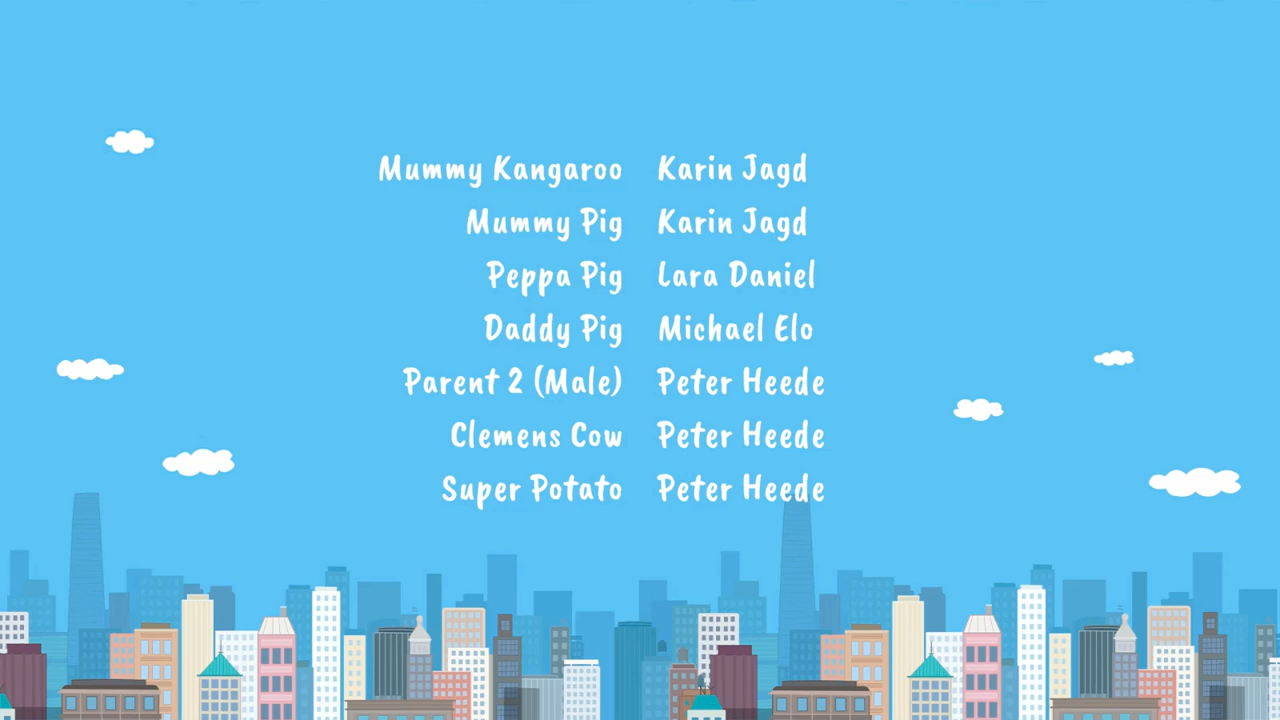 Mummy Kangaroo Karin Jagd
Mummy Pig Karin Jagd
Peppa Pig Lara Daniel
Daddy Pig Michael Elo
Parent 2 (Male) Peter Heede
Clemens Cow Peter Heede
Super Potato Peter Heede